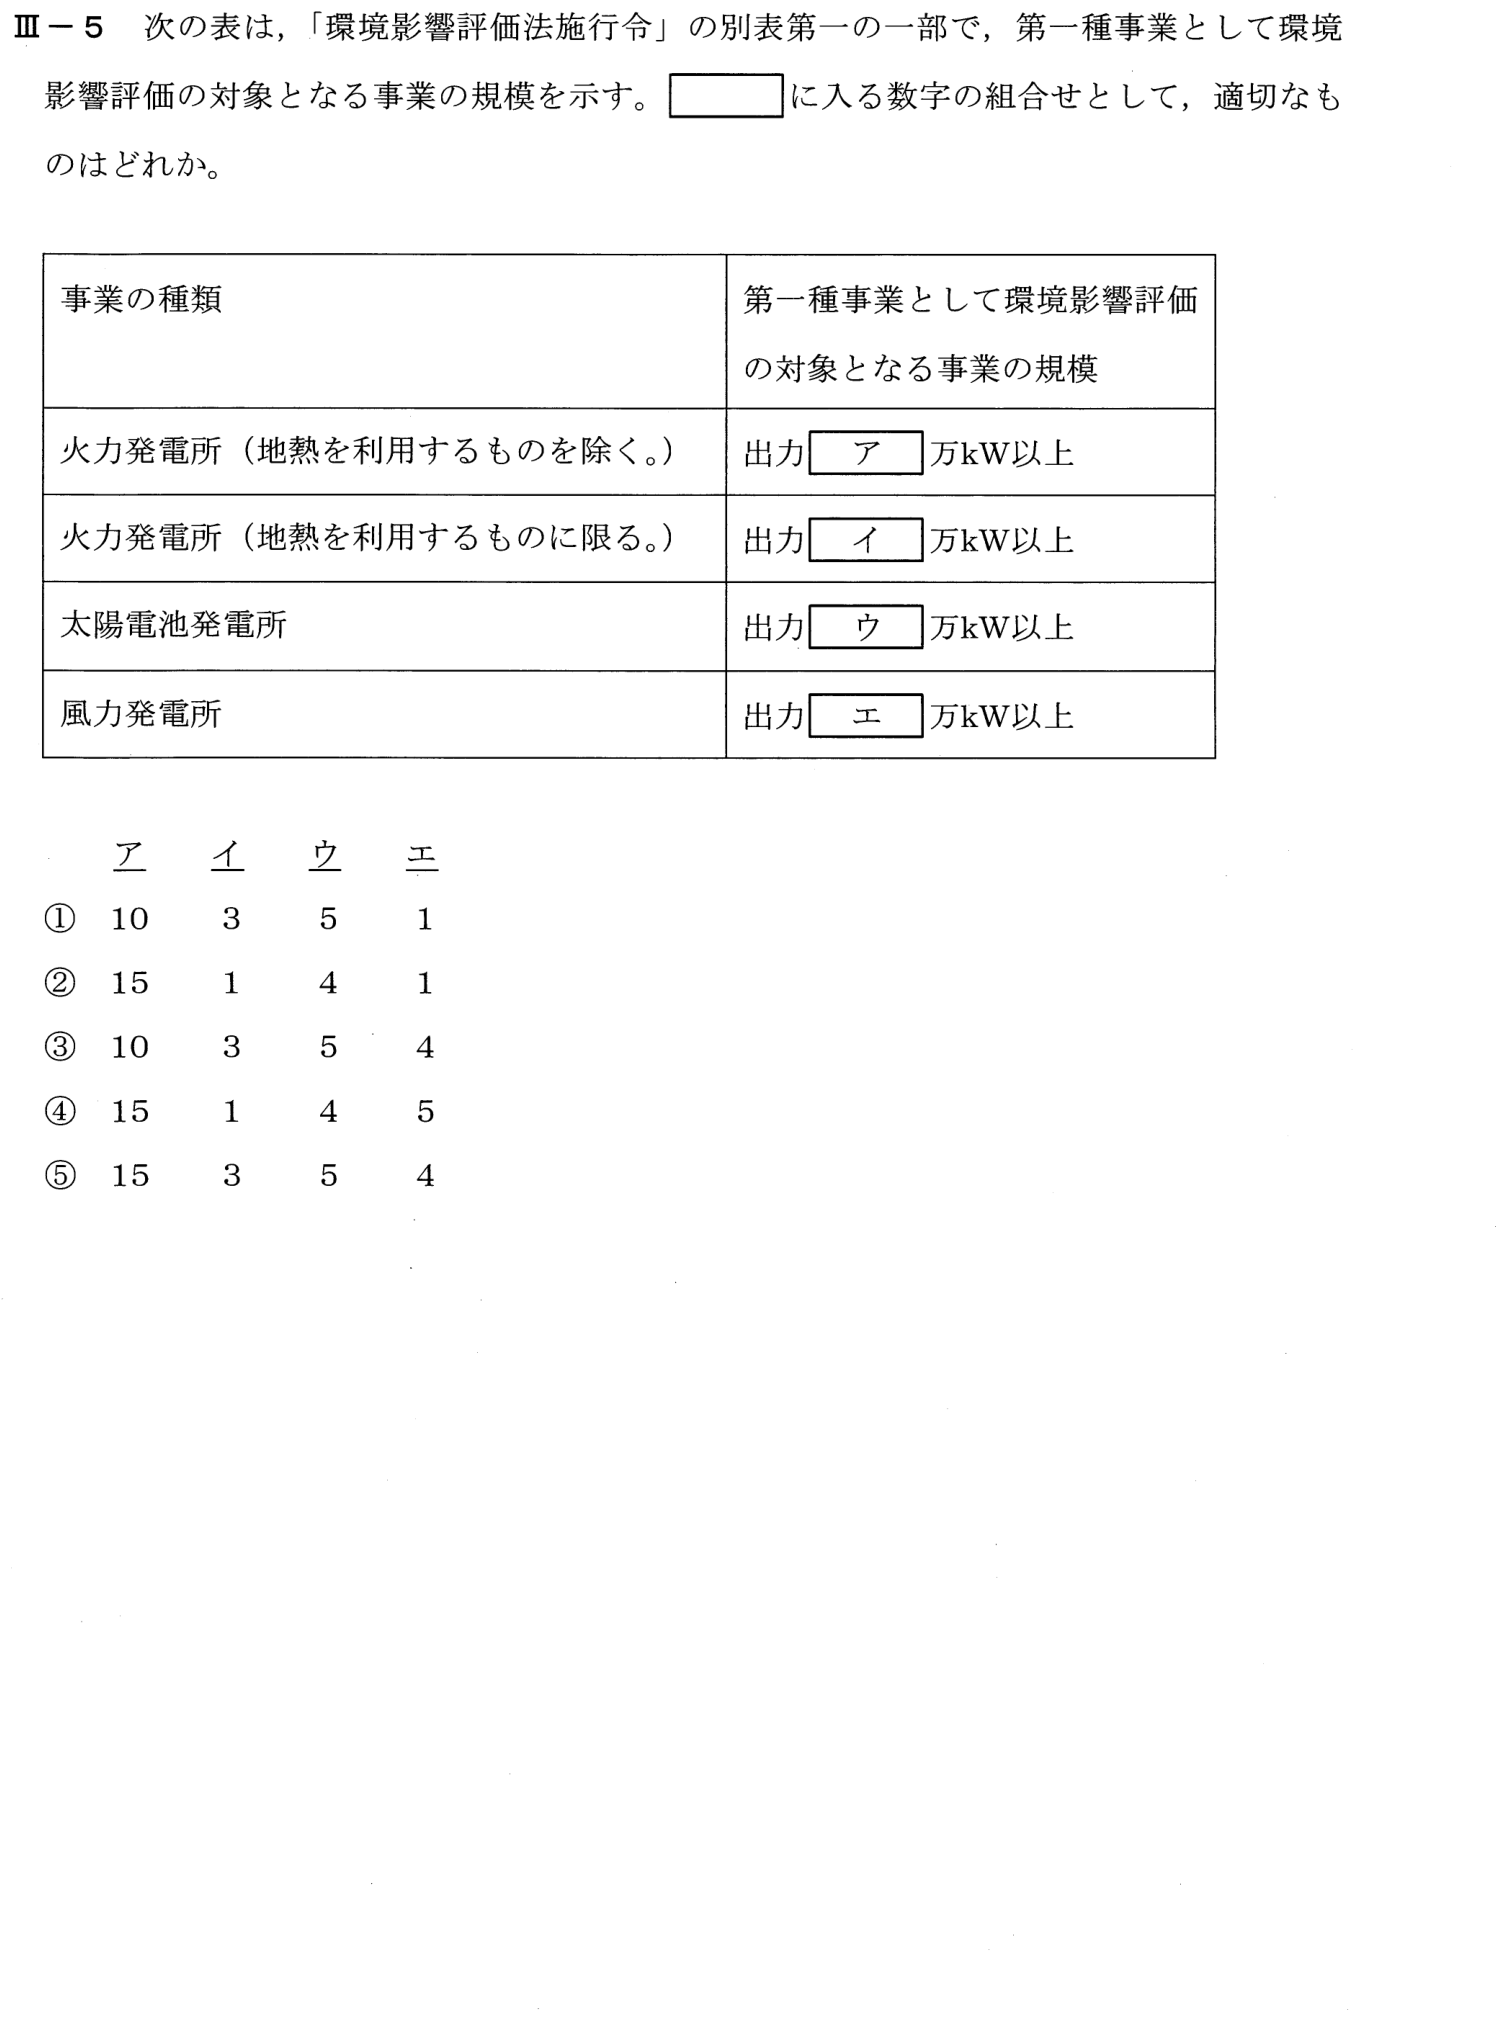 Ⅲ－5　次の表は，「環境影響評価法施行令」の別表第一の一部で，第一種事業として環境
影響評価の対象となる事業の規模を示す。　　　に入る数字の組合せとして，適切なも
のはどれか。
事業の種類
第一種事業として環境影響評価
の対象となる事業の規模
火力発電所（地熱を利用するものを除く。）
出力 ア 万kW以上
火力発電所（地熱を利用するものに限る。）
出力 イ 万kW以上
太陽電池発電所
出力 ウ 万kW以上
風力発電所
出力 エ 万kW以上
ア　イ　ウ　エ
① 10 3 5 1
② 15 1 4 1
③ 10 3 5 4
④ 15 1 4 5
⑤ 15 3 5 4